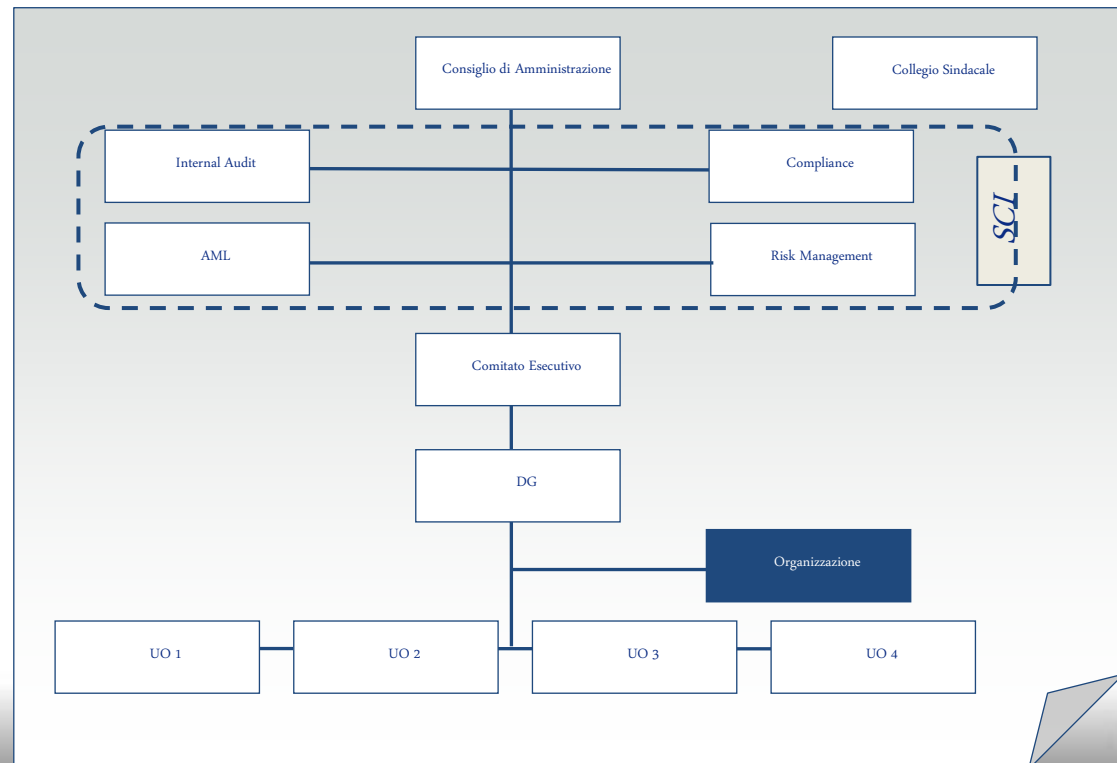 Consiglio di Amministrazione
Collegio Sindacale
Internal Audit
Compliance
SCI
AML
Risk Management
Comitato Esecutivo
DG
Organizzazione
UO 1
UO 2
UO 3
UO 4